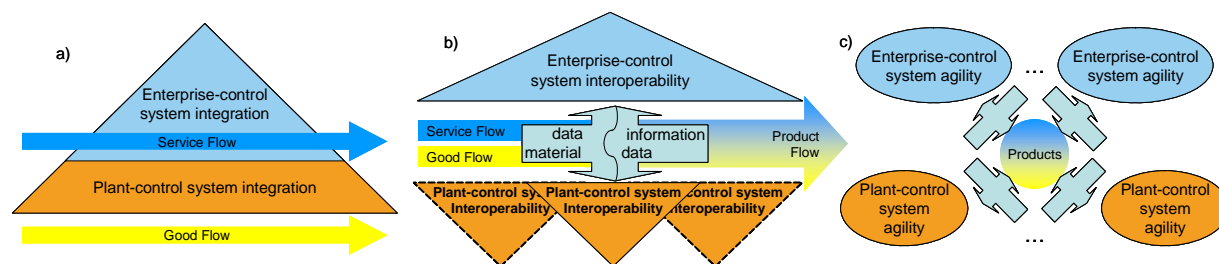 a)
Enterprise-control
system integration
Service Flow
Plant-control system integration
Good Flow
b)
Enterprise-control
system interoperability
Service Flow
Good Flow
data
material
information
data
Product
Flow
Plant-control sy
Interoperability
Plant-control system
Interoperability
control system
teroperability
c)
Enterprise-control
system agility
...
Enterprise-control
system agility
Products
Plant-control
system
agility
...
Plant-control
system
agility